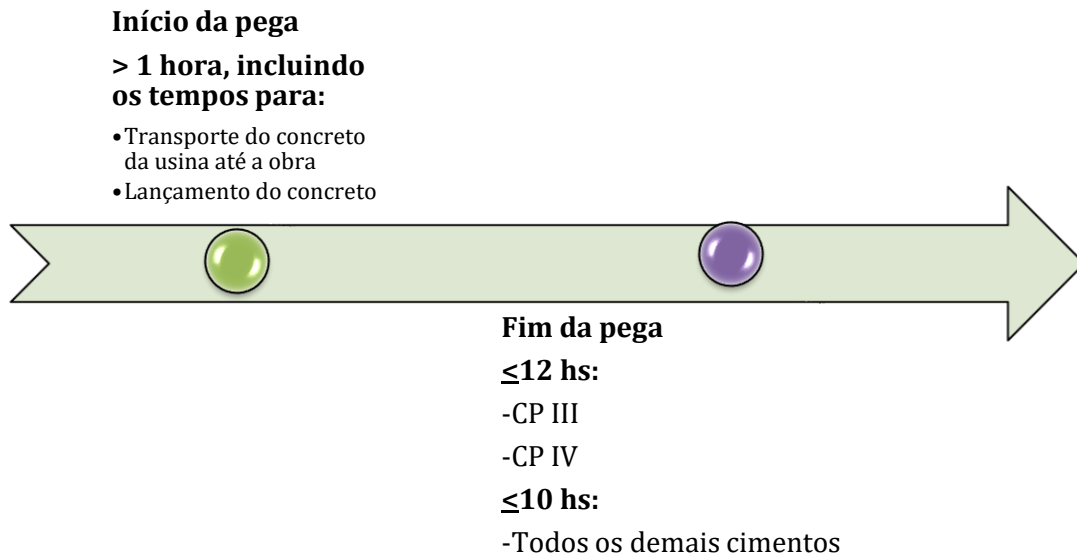 Início da pega
> 1 hora, incluindo
os tempos para:
•Transporte do concreto
da usina até a obra
•Lançamento do concreto
Fim da pega
≤12 hs:
-CP III
-CP IV
≤10 hs:
-Todos os demais cimentos